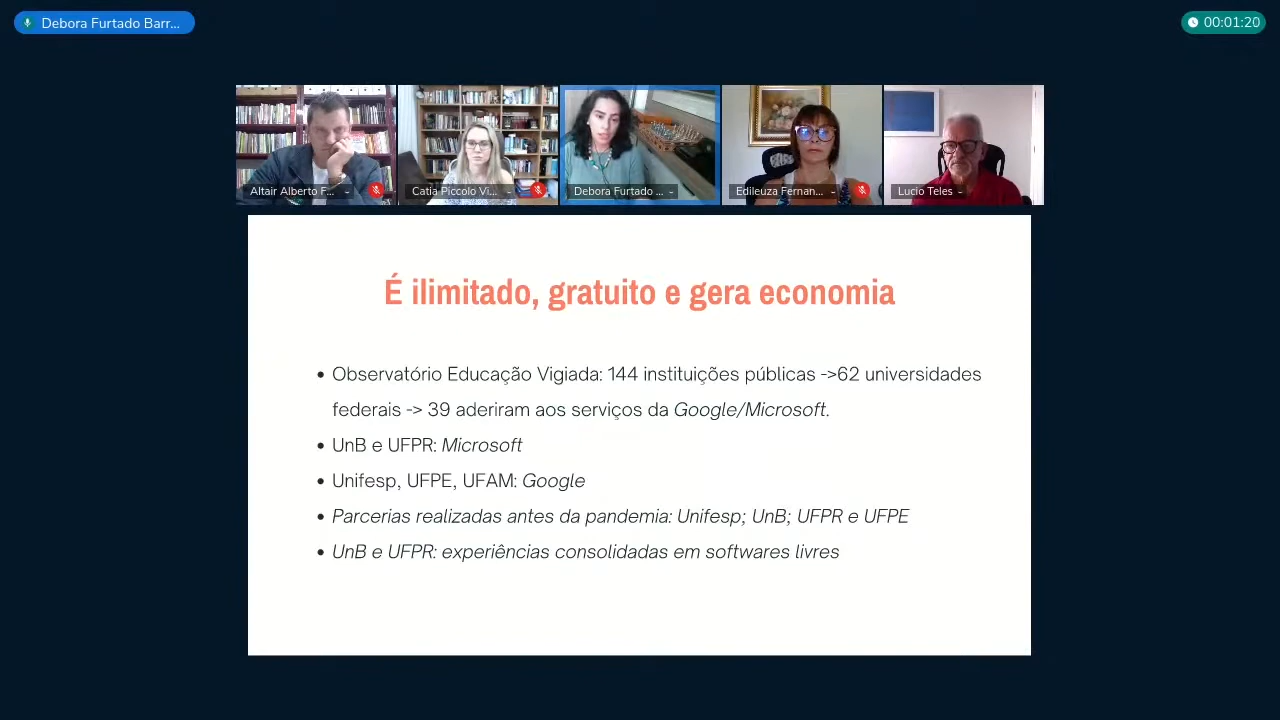 Debora Furtado Barr...
00:01:20
Altair Alberto F...
Catia Piccolo Vi...
Debora Furtado ...
Edileuza Fernan...
Lucio Teles
É ilimitado, gratuito e gera economia
• Observatório Educação Vigiada: 144 instituições públicas ->62 universidades
federais -> 39 aderiram aos serviços da Google/Microsoft.
• UnB e UFPR: Microsoft
• Unifesp, UFPE, UFAM: Google
• Parcerias realizadas antes da pandemia: Unifesp; UnB; UFPR e UFPE
• UnB e UFPR: experiências consolidadas em softwares livres